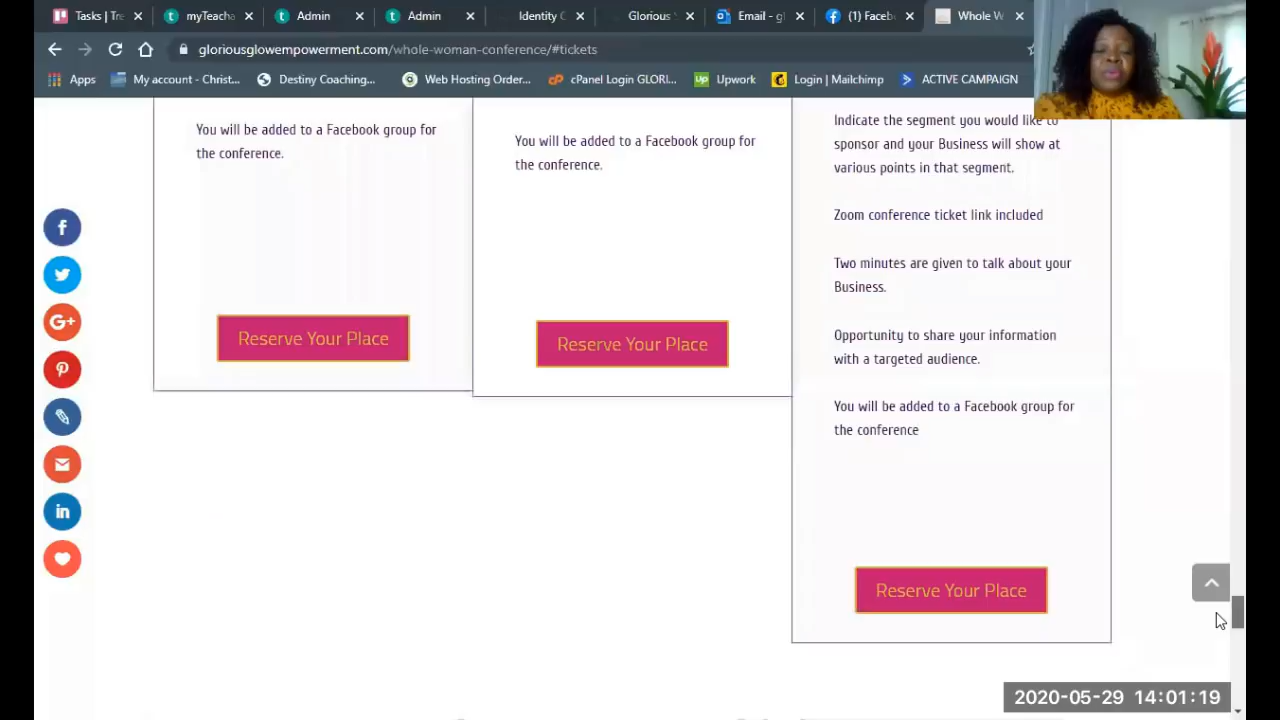 Tasks | Tre
myTeacha
Admin
Admin
Identity C
Glorious
Email - gl
(1) Faceb
Whole W
gloriousglowempowerment.com/whole-woman-conference/#tickets
Apps
My account - Christ...
Destiny Coaching...
Web Hosting Order...
cPanel Login GLORI...
Upwork
Login | Mailchimp
ACTIVE CAMPAIGN
You will be added to a Facebook group for
the conference.
Reserve Your Place
You will be added to a Facebook group for
the conference.
Reserve Your Place
Indicate the segment you would like to
sponsor and your Business will show at
various points in that segment.
Zoom conference ticket link included
Two minutes are given to talk about your
Business.
Opportunity to share your information
with a targeted audience.
You will be added to a Facebook group for
the conference
Reserve Your Place
2020-05-29 14:01:19